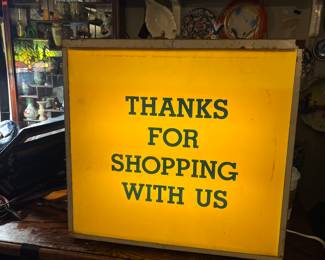 THANKS
FOR
SHOPPING
WITH US